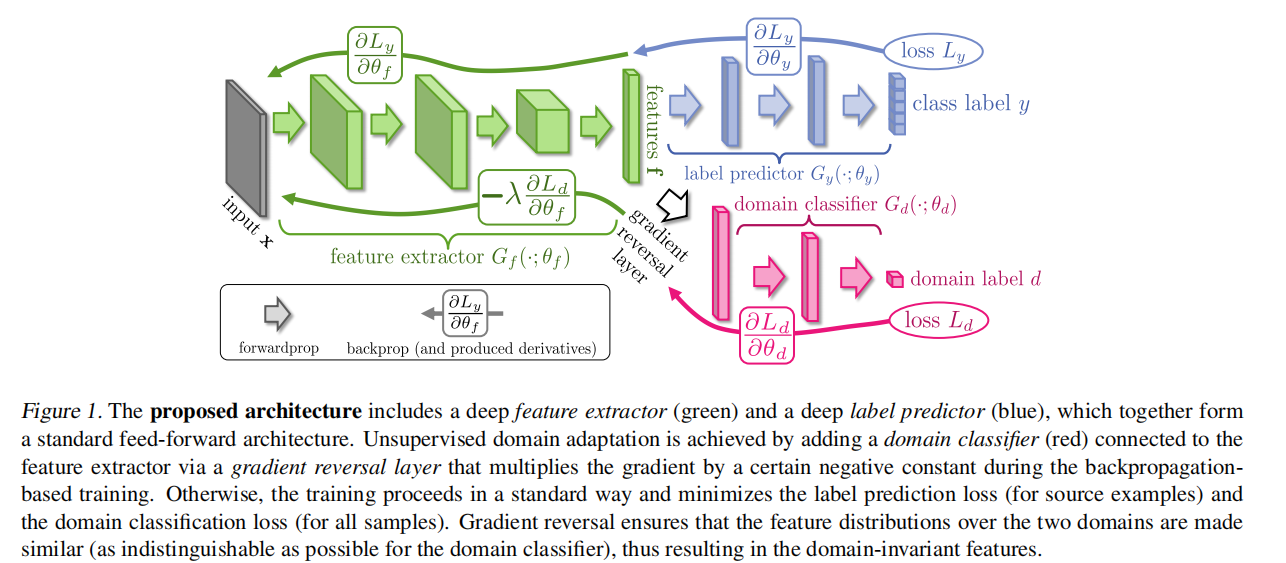 ∂L_y/∂θ_f
∂L_y/∂θ_y
loss L_y
features f
class label y
label predictor G_y(·;θ_y)
−λ ∂L_d/∂θ_f
input x
feature extractor G_f(·;θ_f)
gradient
reversal
layer
domain classifier G_d(·;θ_d)
domain label d
∂L_d/∂θ_d
loss L_d
forwardprop
∂L_y/∂θ_f
backprop (and produced derivatives)
Figure 1. The proposed architecture includes a deep feature extractor (green) and a deep label predictor (blue), which together form
a standard feed-forward architecture. Unsupervised domain adaptation is achieved by adding a domain classifier (red) connected to the
feature extractor via a gradient reversal layer that multiplies the gradient by a certain negative constant during the backpropagation-
based training. Otherwise, the training proceeds in a standard way and minimizes the label prediction loss (for source examples) and
the domain classification loss (for all samples). Gradient reversal ensures that the feature distributions over the two domains are made
similar (as indistinguishable as possible for the domain classifier), thus resulting in the domain-invariant features.